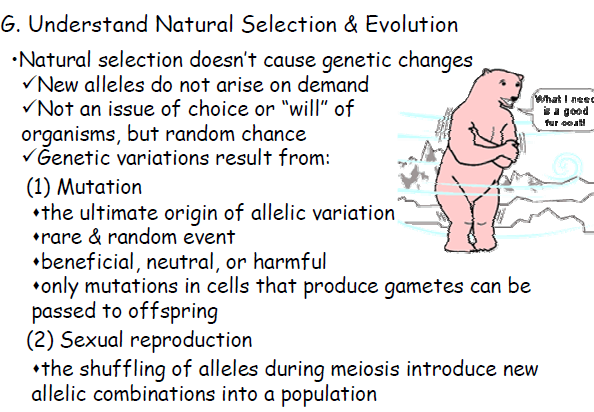 G. Understand Natural Selection & Evolution
•Natural selection doesn't cause genetic changes
✓New alleles do not arise on demand
✓Not an issue of choice or “will” of
organisms, but random chance
✓Genetic variations result from:
(1) Mutation
♦the ultimate origin of allelic variation
♦rare & random event
♦beneficial, neutral, or harmful
♦only mutations in cells that produce gametes can be
passed to offspring
(2) Sexual reproduction
♦the shuffling of alleles during meiosis introduce new
allelic combinations into a population
What I need
is a good
fur coat!